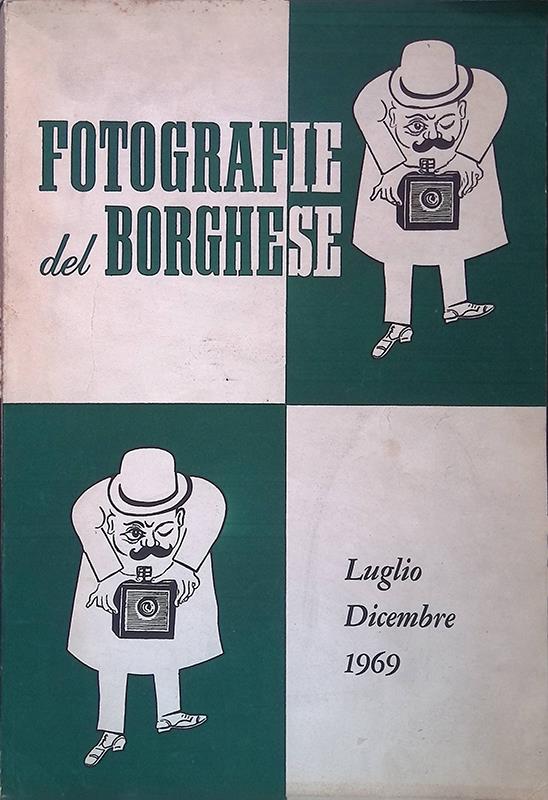 FOTOGRAFIE
del BORGHESE
Luglio
Dicembre
1969